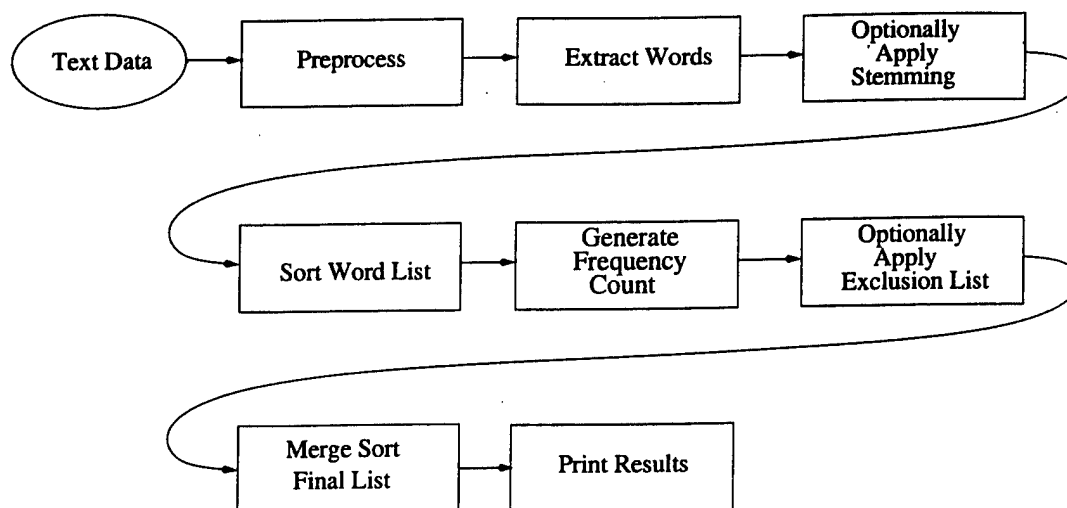 Text Data
Preprocess
Extract Words
Optionally
Apply
Stemming
Sort Word List
Generate
Frequency
Count
Optionally
Apply
Exclusion List
Merge Sort
Final List
Print Results